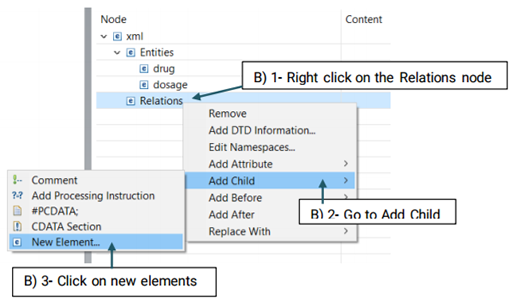 Node
Content
xml
Entities
drug
dosage
Relations
B) 1- Right click on the Relations node
Remove
Add DTD Information...
Edit Namespaces...
Add Attribute
Add Child
Add Before
Add After
Replace With
B) 2- Go to Add Child
Comment
?-? Add Processing Instruction
#PCDATA;
CDATA Section
New Element...
B) 3- Click on new elements